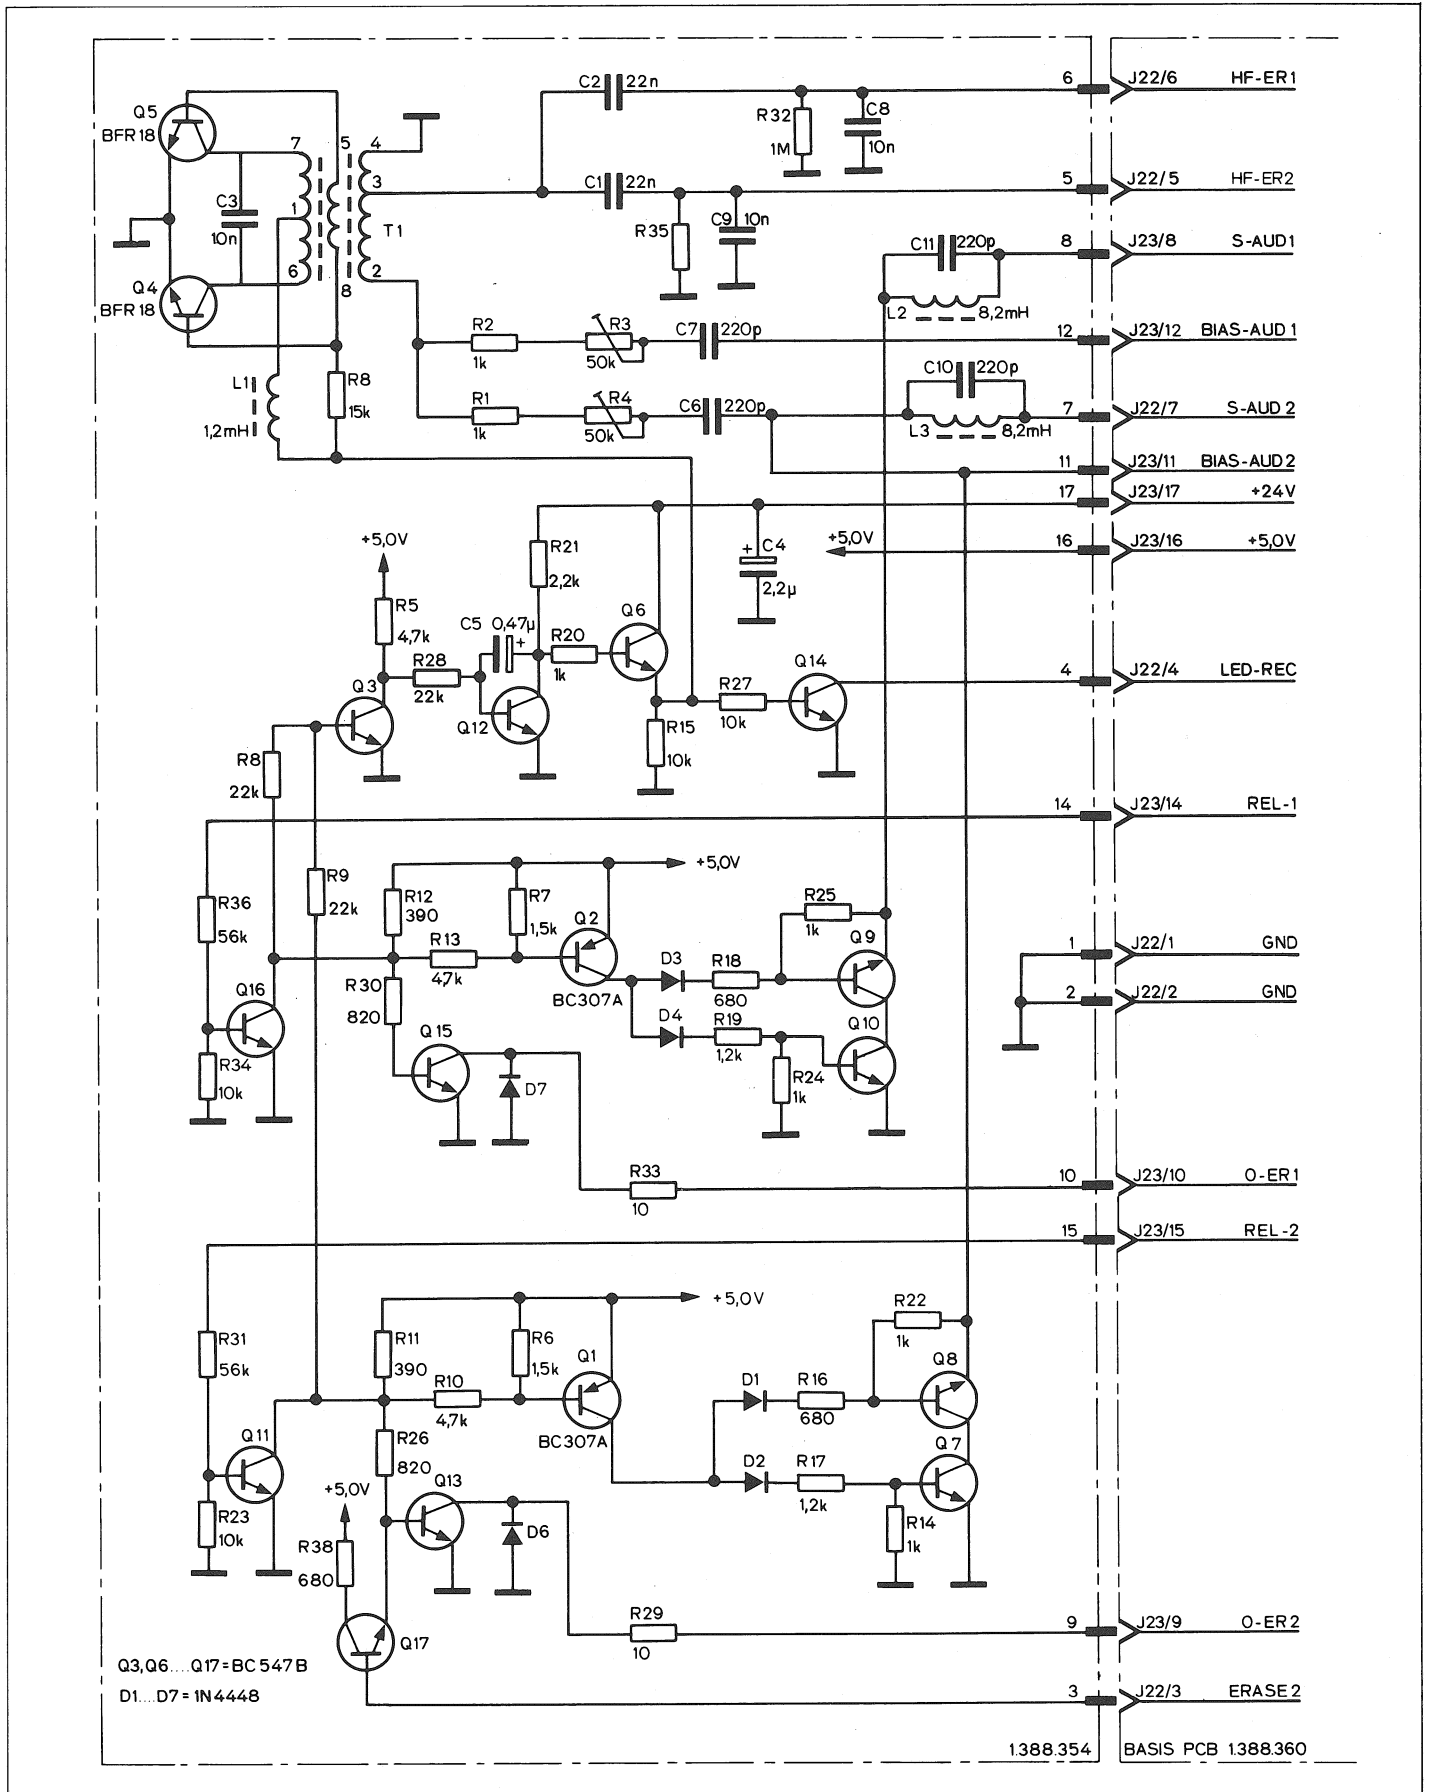 C2 22n
6 J22/6 HF-ER1
Q5
BFR18
R32
1M
C8
10n
7 5 4
3
C1 22n
5 J22/5 HF-ER2
C3
10n
1
T1
R35
C9 10n
C11 220p
8 J23/8 S-AUD1
6 8 2
Q4
BFR18
L2 8,2mH
R2
1k
R3
50k
C7 220p
12 J23/12 BIAS-AUD1
C10 220p
L1
1,2mH
R8
15k
R1
1k
R4
50k
C6 220p
7 J22/7 S-AUD2
L3 8,2mH
11 J23/11 BIAS-AUD2
17 J23/17 +24V
+5,0V
R21
2,2k
+ C4
2,2µ
+5,0V
16 J23/16 +5,0V
R5
4,7k
C5 0,47µ
+
R20
1k
Q6
R28
22k
Q14
4 J22/4 LED-REC
Q3
Q12
R27
10k
R15
10k
R8
22k
14 J23/14 REL-1
+5,0V
R9
22k
R36
56k
R12
390
R7
1,5k
R25
1k
Q2
Q9
R13
4,7k
1 J22/1 GND
D3
R18
680
BC307A
R30
820
Q16
2 J22/2 GND
D4
R19
1,2k
Q10
Q15
R34
10k
D7
R24
1k
R33
10
10 J23/10 O-ER1
15 J23/15 REL-2
+5,0V
R22
1k
R31
56k
R11
390
R6
1,5k
Q1
Q8
R10
4,7k
D1
R16
680
Q11
R26
820
BC307A
Q7
D2
R17
1,2k
+5,0V
Q13
R23
10k
D6
R14
1k
R38
680
R29
10
9 J23/9 O-ER2
Q17
Q3,Q6....Q17=BC547B
D1....D7=1N4448
3 J22/3 ERASE2
1.388.354
BASIS PCB 1.388.360